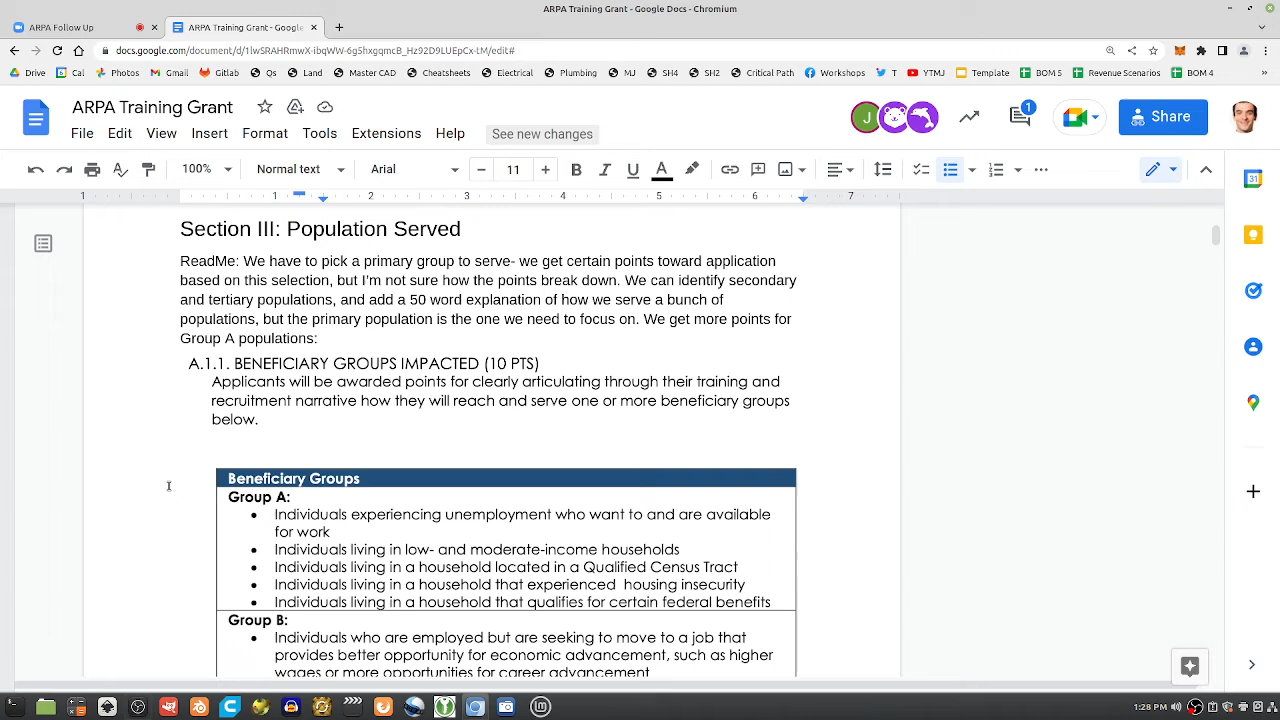 ARPA Training Grant - Google Docs - Chromium
ARPA Follow Up
ARPA Training Grant - Google
docs.google.com/document/d/1lwSRAHRmwX-ibqWW-6g5hxgqmcB_Hz92D9LUEpCx-tM/edit#
Drive Cal Photos Gmail Gitlab Qs Land Master CAD Cheatsheets Electrical Plumbing NU SH4 SH2 Critical Path Workshops T YTMJ Template BOM 5 Revenue Scenarios BOM 4 »
ARPA Training Grant
J
1
Share
File Edit View Insert Format Tools Extensions Help See new changes
100% Normal text Arial 11 B I U A
1 1 2 3 4 5 6 7
31
Section III: Population Served
ReadMe: We have to pick a primary group to serve- we get certain points toward application
based on this selection, but I'm not sure how the points break down. We can identify secondary
and tertiary populations, and add a 50 word explanation of how we serve a bunch of
populations, but the primary population is the one we need to focus on. We get more points for
Group A populations:
A.1.1. BENEFICIARY GROUPS IMPACTED (10 PTS)
Applicants will be awarded points for clearly articulating through their training and
recruitment narrative how they will reach and serve one or more beneficiary groups
below.
Beneficiary Groups
Group A:
• Individuals experiencing unemployment who want to and are available
for work
• Individuals living in low- and moderate-income households
• Individuals living in a household located in a Qualified Census Tract
• Individuals living in a household that experienced housing insecurity
• Individuals living in a household that qualifies for certain federal benefits
Group B:
• Individuals who are employed but are seeking to move to a job that
provides better opportunity for economic advancement, such as higher
wages or more opportunities for career advancement
1:28 PM